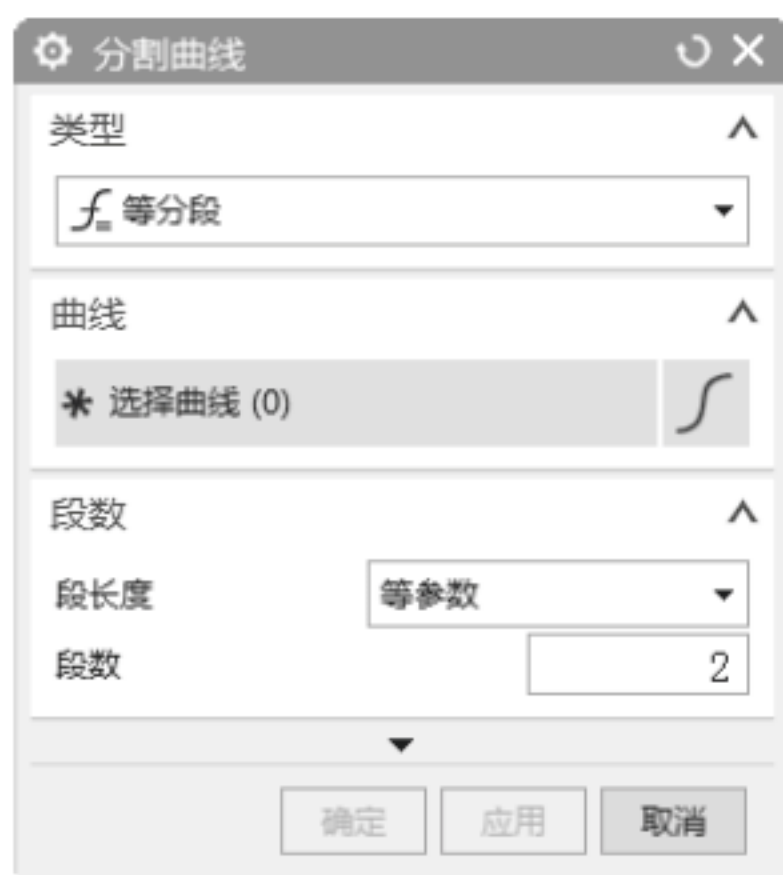 分割曲线
类型
等分段
曲线
* 选择曲线 (0)
段数
段长度 等参数
段数 2
确定 应用 取消